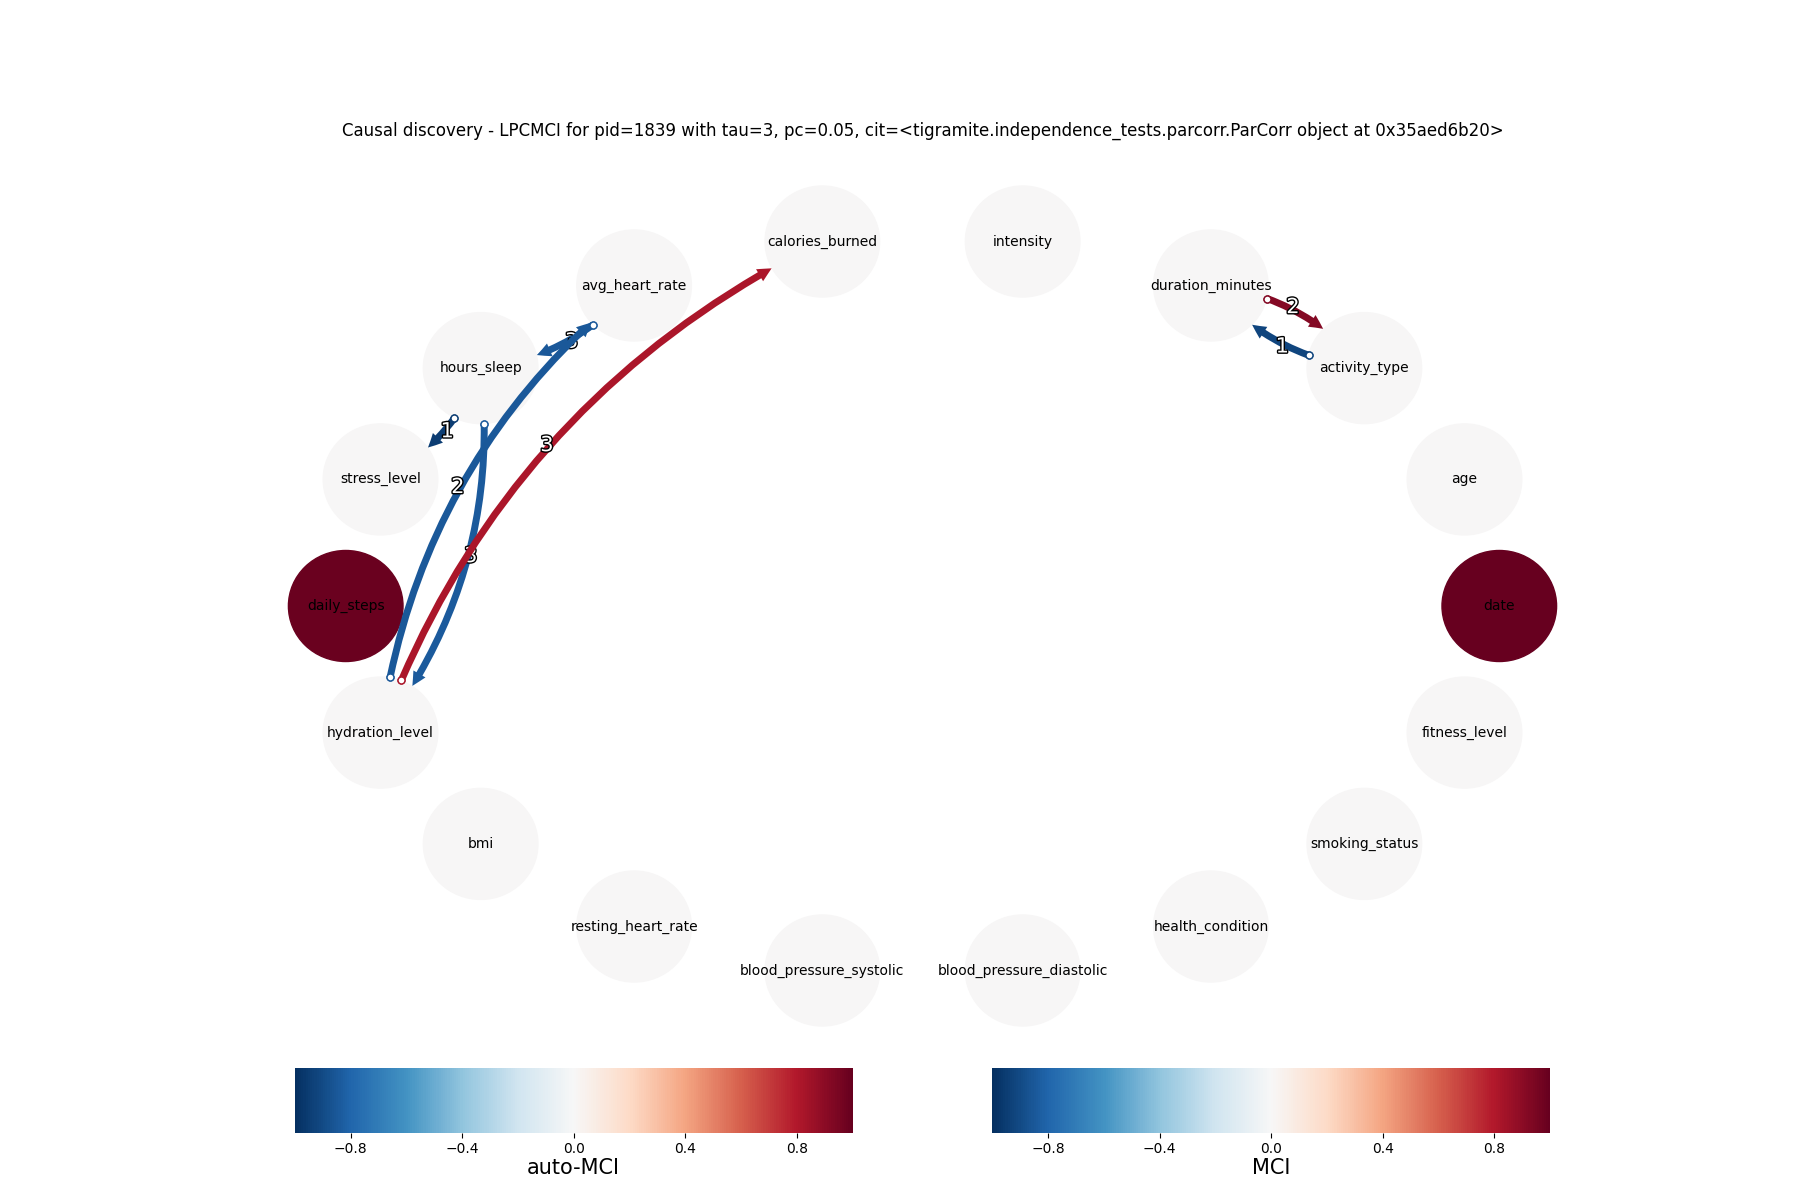 Causal discovery - LPCMCI for pid=1839 with tau=3, pc=0.05, cit=<tigramite.independence_tests.parcorr.ParCorr object at 0x35aed6b20>
calories_burned
intensity
avg_heart_rate
duration_minutes
2
3
1
hours_sleep
activity_type
1
3
stress_level
age
2
3
daily_steps
date
hydration_level
fitness_level
bmi
smoking_status
resting_heart_rate
health_condition
blood_pressure_systolic
blood_pressure_diastolic
−0.8 −0.4 0.0 0.4 0.8
auto-MCI
−0.8 −0.4 0.0 0.4 0.8
MCI